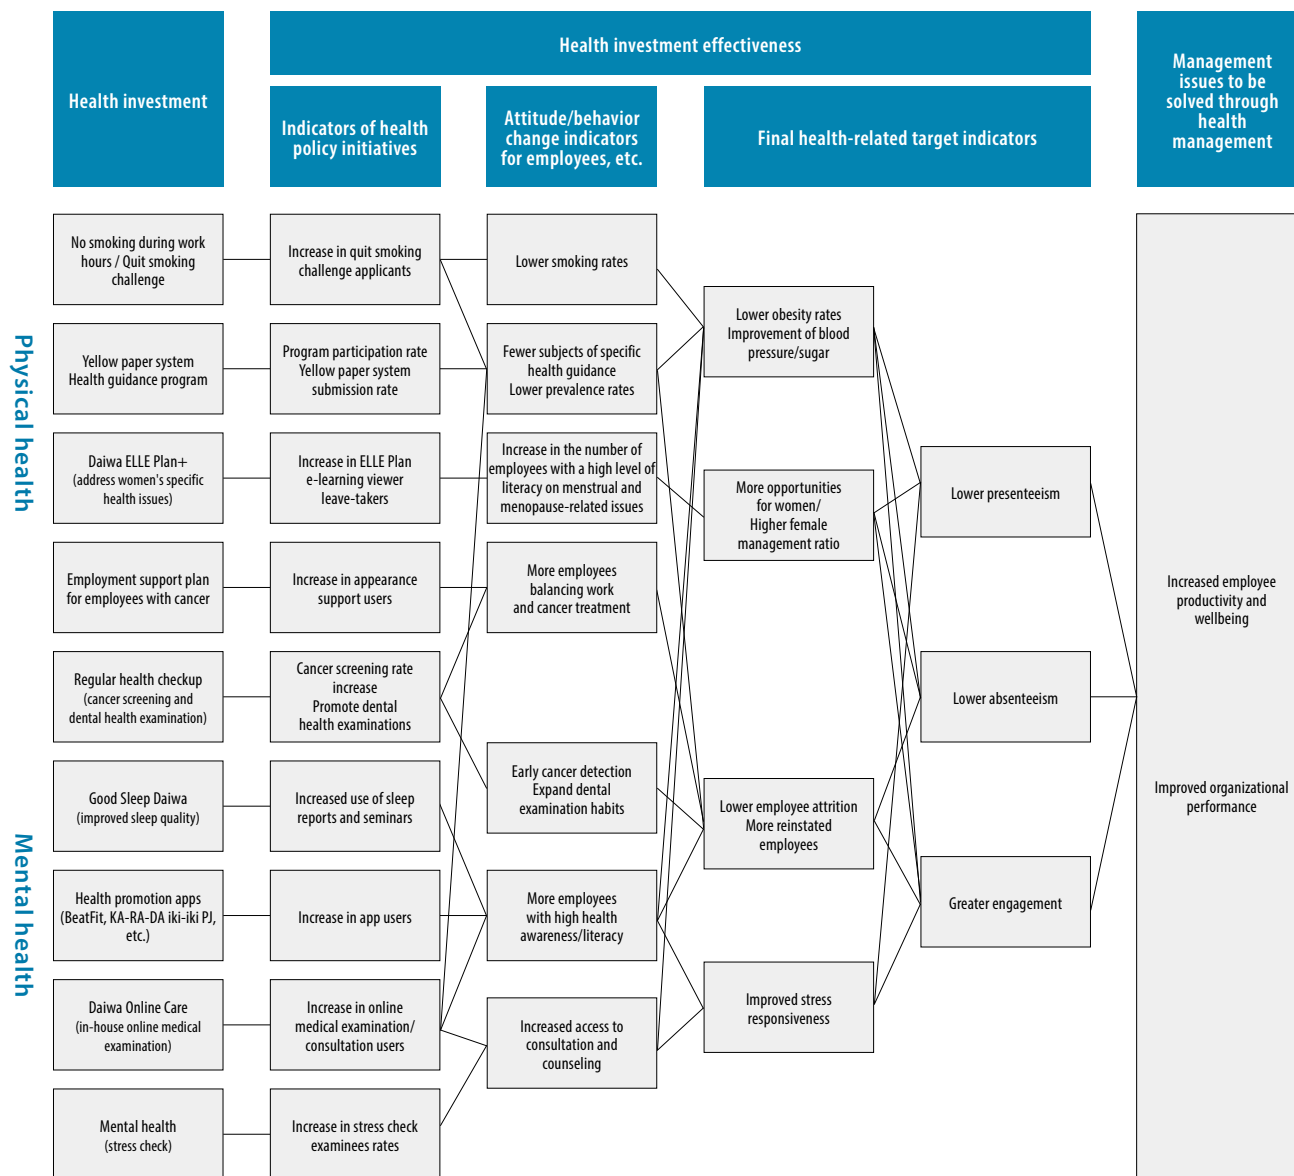 Health investment
Health investment effectiveness
Management
issues to be
solved through
health
management
Indicators of health
policy initiatives
Attitude/behavior
change indicators
for employees, etc.
Final health-related target indicators
Physical health
Mental health
No smoking during work
hours / Quit smoking
challenge
Increase in quit smoking
challenge applicants
Lower smoking rates
Yellow paper system
Health guidance program
Program participation rate
Yellow paper system
submission rate
Fewer subjects of specific
health guidance
Lower prevalence rates
Lower obesity rates
Improvement of blood
pressure/sugar
Daiwa ELLE Plan+
(address women's specific
health issues)
Increase in ELLE Plan
e-learning viewer
leave-takers
Increase in the number of
employees with a high level of
literacy on menstrual and
menopause-related issues
More opportunities
for women/
Higher female
management ratio
Lower presenteeism
Employment support plan
for employees with cancer
Increase in appearance
support users
More employees
balancing work
and cancer treatment
Increased employee
productivity and
wellbeing
Regular health checkup
(cancer screening and
dental health examination)
Cancer screening rate
increase
Promote dental
health examinations
Lower absenteeism
Good Sleep Daiwa
(improved sleep quality)
Increased use of sleep
reports and seminars
Early cancer detection
Expand dental
examination habits
Lower employee attrition
More reinstated
employees
Improved organizational
performance
Health promotion apps
(BeatFit, KA-RA-DA iki-iki PJ,
etc.)
Increase in app users
More employees
with high health
awareness/literacy
Greater engagement
Daiwa Online Care
(in-house online medical
examination)
Increase in online
medical examination/
consultation users
Increased access to
consultation and
counseling
Improved stress
responsiveness
Mental health
(stress check)
Increase in stress check
examinees rates